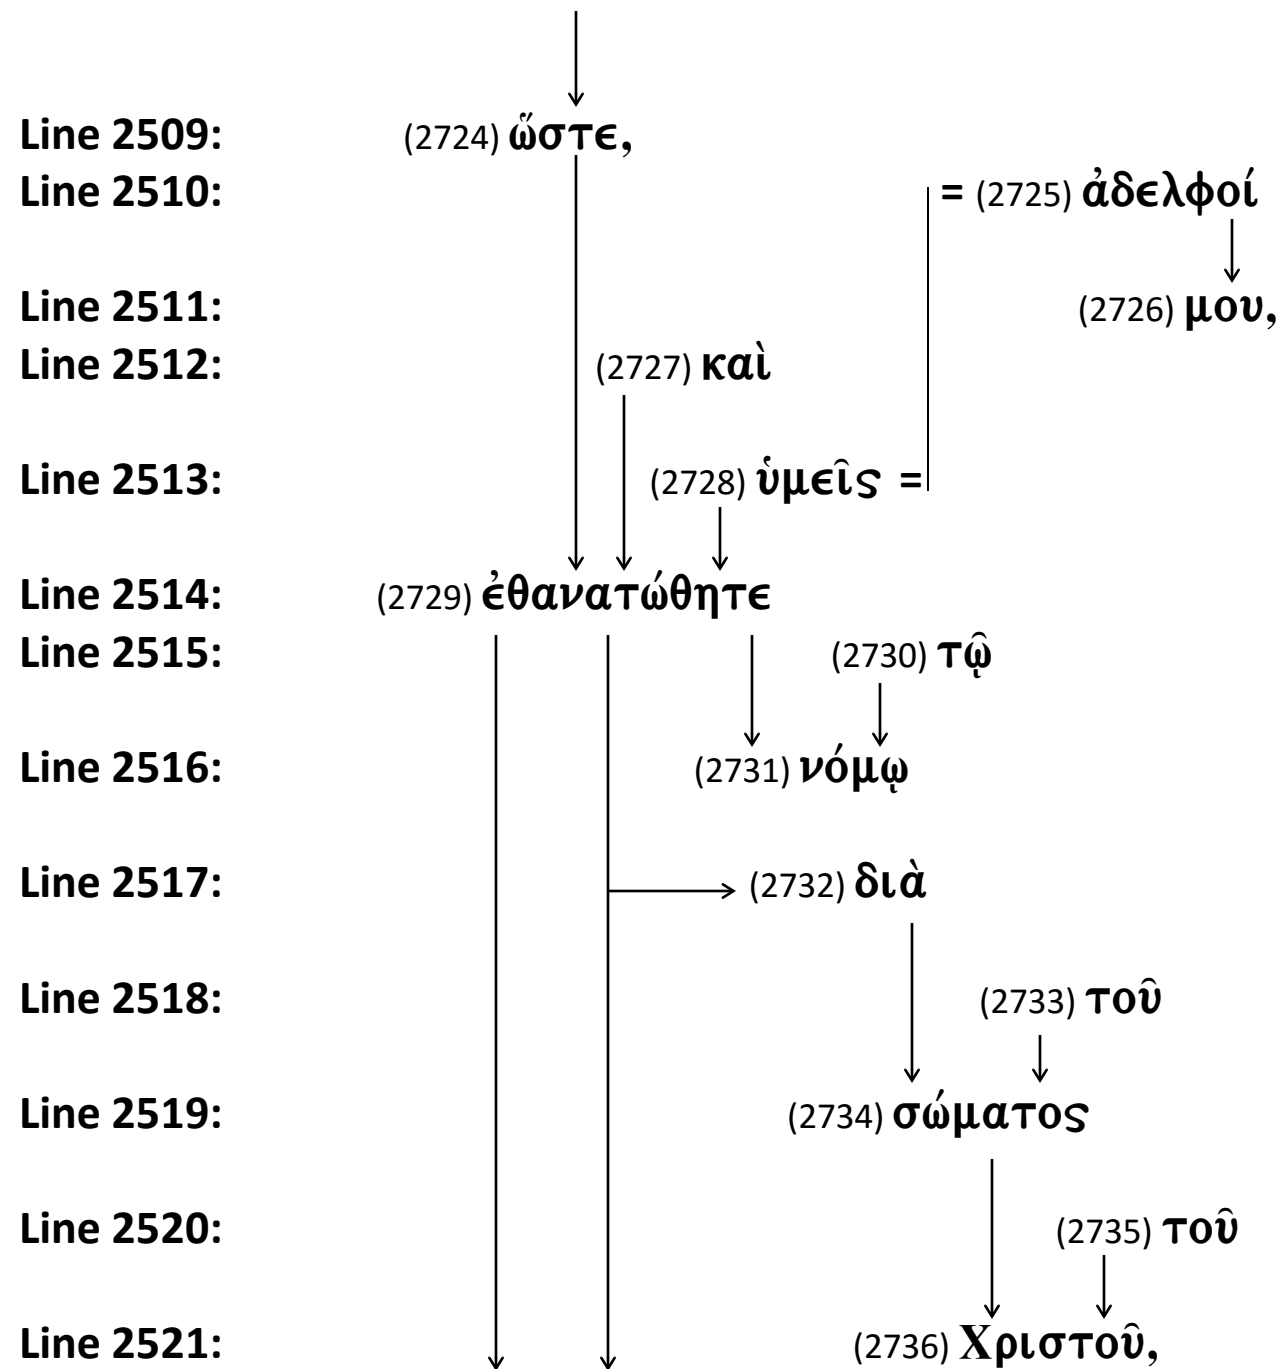 Line 2509: (2724) ὥστε,
Line 2510: = (2725) ἀδελφοί
Line 2511: (2726) μου,
Line 2512: (2727) καὶ
Line 2513: (2728) ὑμεῖς =
Line 2514: (2729) ἐθανατώθητε
Line 2515: (2730) τῷ
Line 2516: (2731) νόμῳ
Line 2517: (2732) διὰ
Line 2518: (2733) τοῦ
Line 2519: (2734) σώματος
Line 2520: (2735) τοῦ
Line 2521: (2736) Χριστοῦ,